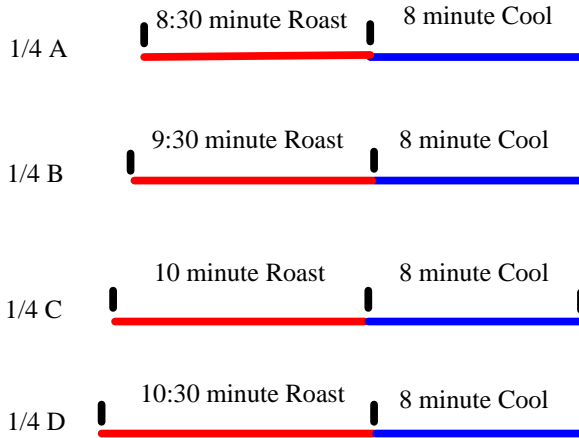 8:30 minute Roast 8 minute Cool
1/4 A
9:30 minute Roast 8 minute Cool
1/4 B
10 minute Roast 8 minute Cool
1/4 C
10:30 minute Roast 8 minute Cool
1/4 D